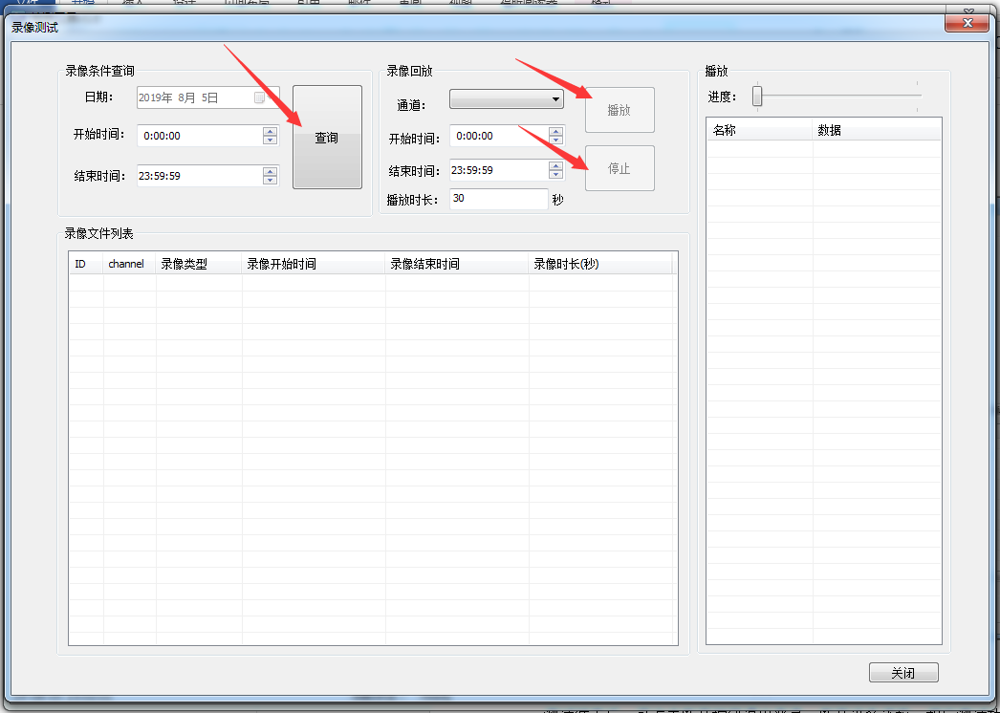 录像测试
录像条件查询
日期：
2019年 8月 5日
开始时间：
0:00:00
结束时间：
23:59:59
查询
录像回放
通道：
开始时间：
0:00:00
结束时间：
23:59:59
播放时长：
30
秒
播放
停止
播放
进度：
名称 数据
录像文件列表
ID channel 录像类型 录像开始时间 录像结束时间 录像时长(秒)
关闭